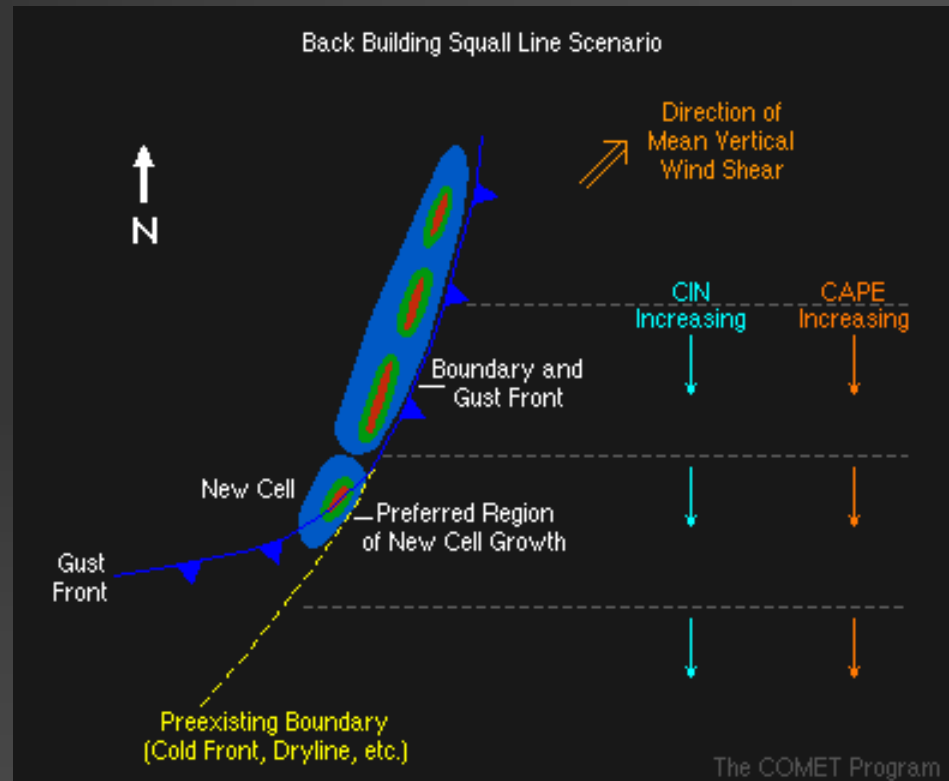 Back Building Squall Line Scenario
Direction of
Mean Vertical
Wind Shear
N
CIN
Increasing
CAPE
Increasing
Boundary and
Gust Front
New Cell
Preferred Region
of New Cell Growth
Gust
Front
Preexisting Boundary
(Cold Front, Dryline, etc.)
The COMET Program